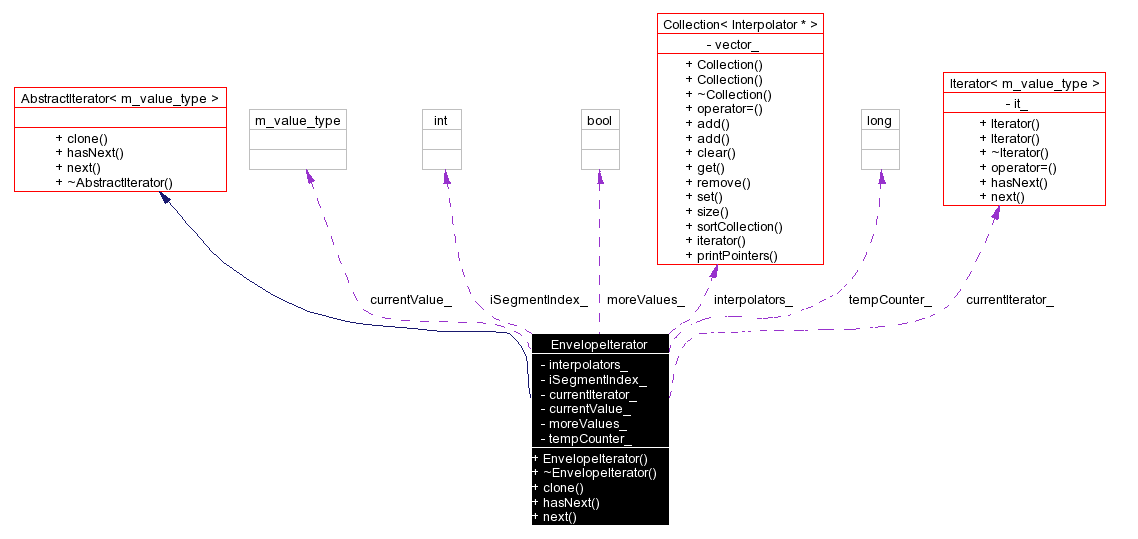 Collection< Interpolator * >
- vector_
+ Collection()
+ Collection()
+ ~Collection()
+ operator=()
+ add()
+ add()
+ clear()
+ get()
+ remove()
+ set()
+ size()
+ sortCollection()
+ iterator()
+ printPointers()
AbstractIterator< m_value_type >
+ clone()
+ hasNext()
+ next()
+ ~AbstractIterator()
m_value_type
int
bool
long
Iterator< m_value_type >
- it_
+ Iterator()
+ Iterator()
+ ~Iterator()
+ operator=()
+ hasNext()
+ next()
currentValue_
iSegmentIndex_
moreValues_
interpolators_
tempCounter_
currentIterator_
EnvelopeIterator
- interpolators_
- iSegmentIndex_
- currentIterator_
- currentValue_
- moreValues_
- tempCounter_
+ EnvelopeIterator()
+ ~EnvelopeIterator()
+ clone()
+ hasNext()
+ next()